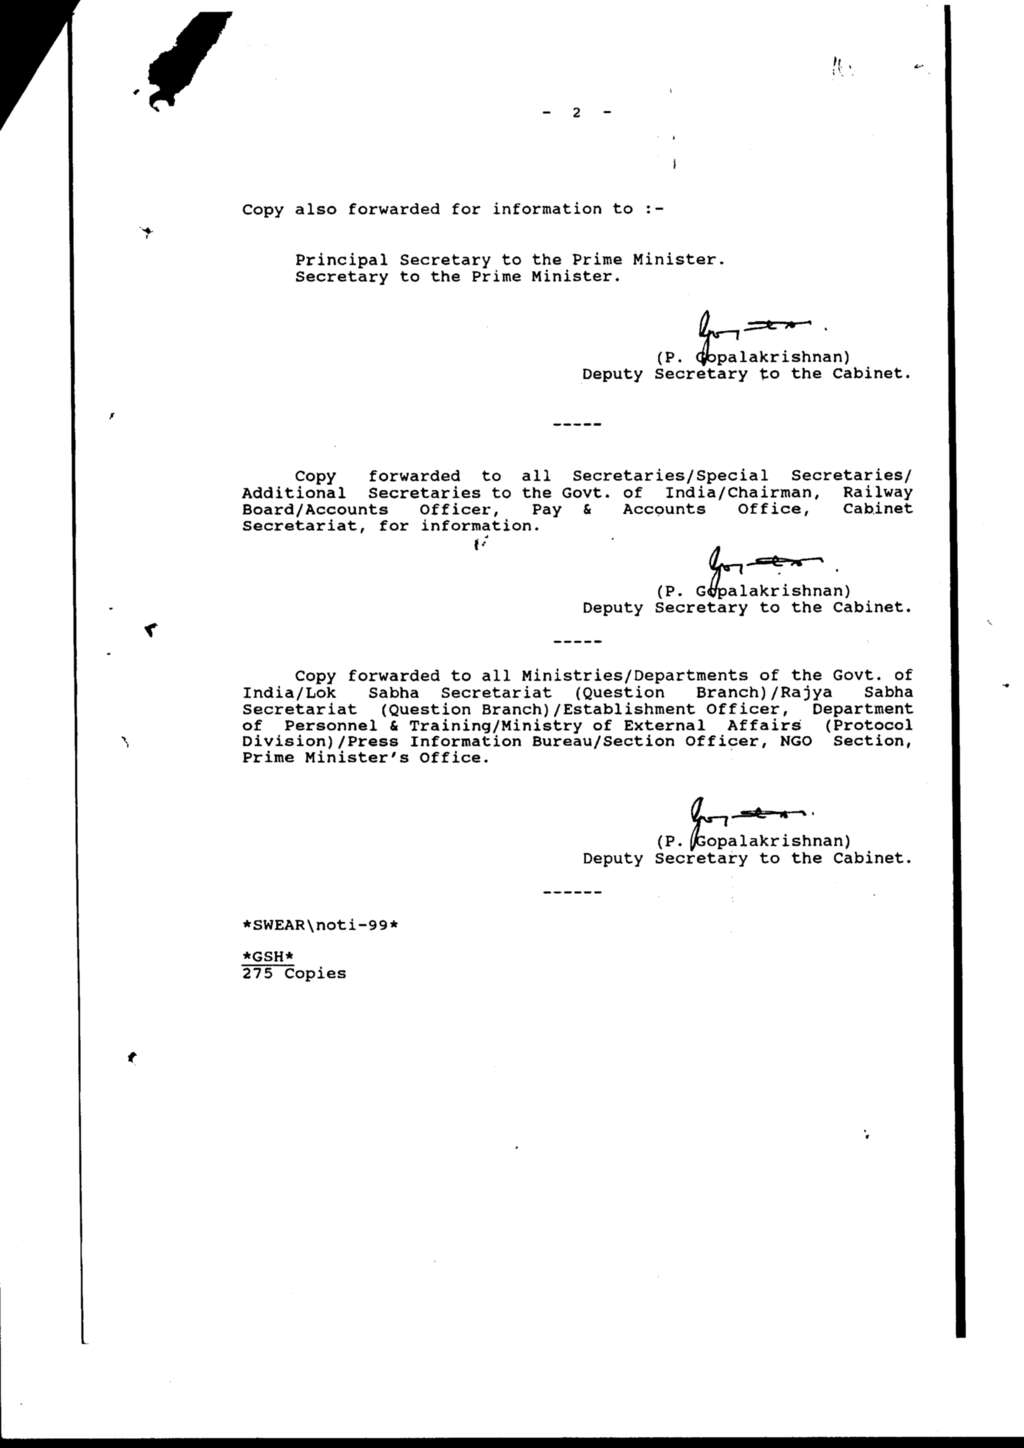 - 2 -
Copy also forwarded for information to :-
Principal Secretary to the Prime Minister.
Secretary to the Prime Minister.
(P. Gopalakrishnan)
Deputy Secretary to the Cabinet.
-----
Copy forwarded to all Secretaries/Special Secretaries/
Additional Secretaries to the Govt. of India/Chairman, Railway
Board/Accounts Officer, Pay & Accounts Office, Cabinet
Secretariat, for information.
(P. Gopalakrishnan)
Deputy Secretary to the Cabinet.
-----
Copy forwarded to all Ministries/Departments of the Govt. of
India/Lok Sabha Secretariat (Question Branch)/Rajya Sabha
Secretariat (Question Branch)/Establishment Officer, Department
of Personnel & Training/Ministry of External Affairs (Protocol
Division)/Press Information Bureau/Section Officer, NGO Section,
Prime Minister's Office.
(P. Gopalakrishnan)
Deputy Secretary to the Cabinet.
------
*SWEAR\noti-99*
*GSH*
275 Copies